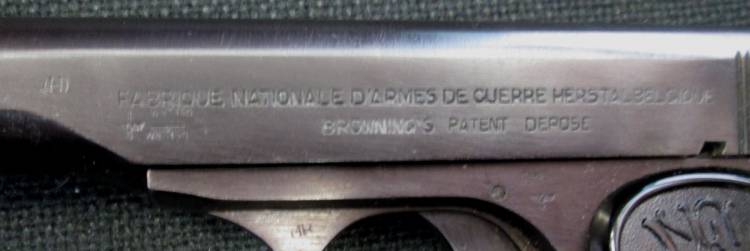 FABRIQUE NATIONALE D'ARMES DE GUERRE HERSTAL BELGIQUE
BROWNING'S PATENT DEPOSE